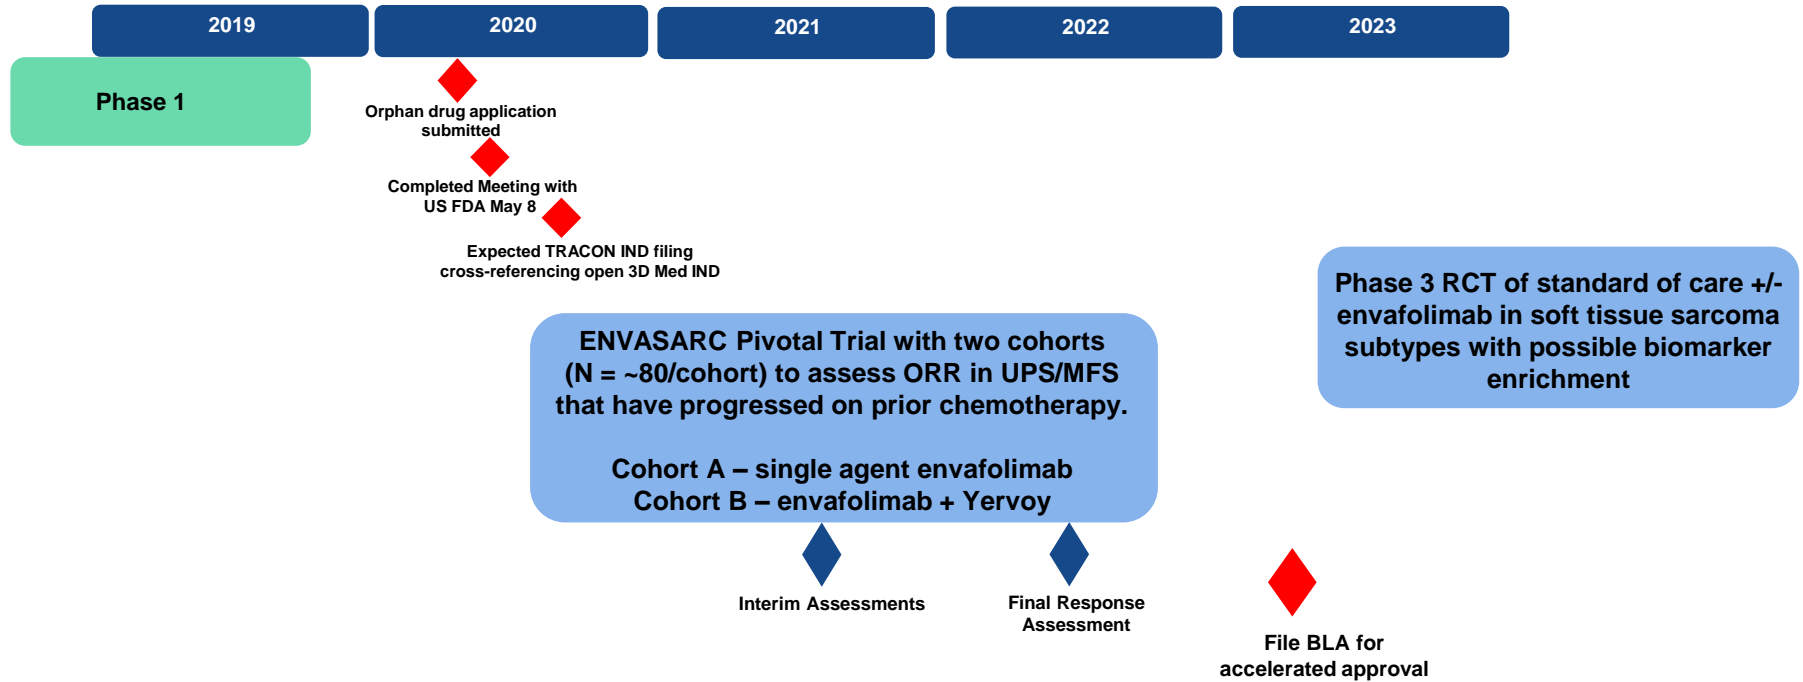 2019
2020
2021
2022
2023
Phase 1
Orphan drug application
submitted
Completed Meeting with
US FDA May 8
Expected TRACON IND filing
cross-referencing open 3D Med IND
ENVASARC Pivotal Trial with two cohorts
(N = ~80/cohort) to assess ORR in UPS/MFS
that have progressed on prior chemotherapy.
Cohort A – single agent envafolimab
Cohort B – envafolimab + Yervoy
Phase 3 RCT of standard of care +/-
envafolimab in soft tissue sarcoma
subtypes with possible biomarker
enrichment
Interim Assessments
Final Response
Assessment
File BLA for
accelerated approval